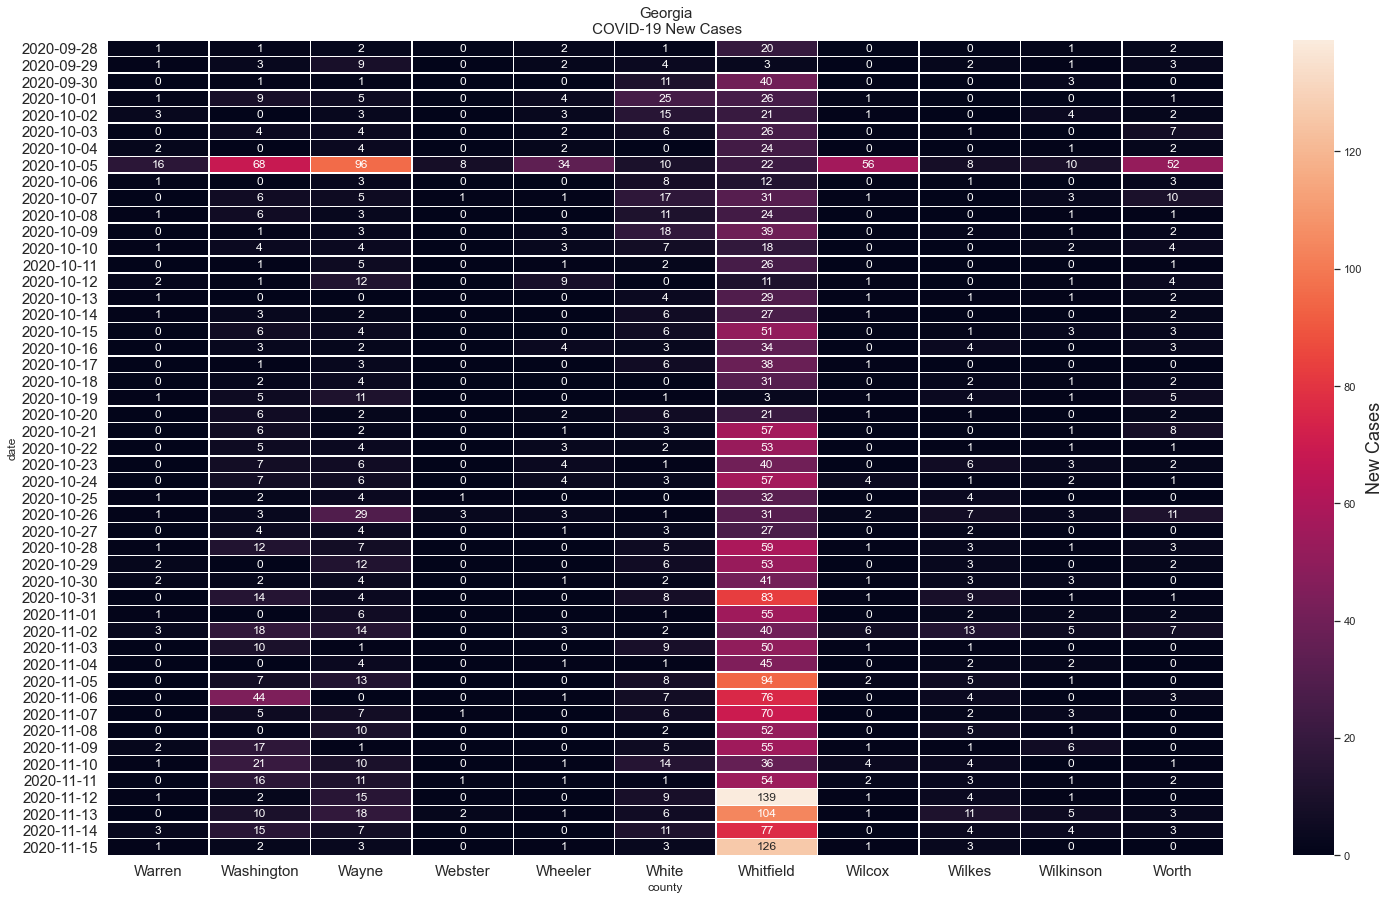 Georgia
COVID-19 New Cases
2020-09-28 1 1 2 0 2 1 20 0 0 1 2
2020-09-29 1 3 9 0 2 4 3 0 2 1 3
2020-09-30 0 1 1 0 0 11 40 0 0 3 0
2020-10-01 1 9 5 0 4 25 26 1 0 0 1
2020-10-02 3 0 3 0 3 15 21 1 0 4 2
2020-10-03 0 4 4 0 2 6 26 0 1 0 7
2020-10-04 2 0 4 0 2 0 24 0 0 1 2
2020-10-05 16 68 96 8 34 10 22 56 8 10 52
2020-10-06 1 0 3 0 0 8 12 0 1 0 3
2020-10-07 0 6 5 1 1 17 31 1 0 3 10
2020-10-08 1 6 3 0 0 11 24 0 0 1 1
2020-10-09 0 1 3 0 3 18 39 0 2 1 2
2020-10-10 1 4 4 0 3 7 18 0 0 2 4
2020-10-11 0 1 5 0 1 2 26 0 0 0 1
2020-10-12 2 1 12 0 9 0 11 1 0 1 4
2020-10-13 1 0 0 0 0 4 29 1 1 1 2
2020-10-14 1 3 2 0 0 6 27 1 0 0 2
2020-10-15 0 6 4 0 0 6 51 0 1 3 3
2020-10-16 0 3 2 0 4 3 34 0 4 0 3
2020-10-17 0 1 3 0 0 6 38 1 0 0 0
2020-10-18 0 2 4 0 0 0 31 0 2 1 2
2020-10-19 1 5 11 0 0 1 3 1 4 1 5
2020-10-20 0 6 2 0 2 6 21 1 1 0 2
2020-10-21 0 6 2 0 1 3 57 0 0 1 8
2020-10-22 0 5 4 0 3 2 53 0 1 1 1
2020-10-23 0 7 6 0 4 1 40 0 6 3 2
2020-10-24 0 7 6 0 4 3 57 4 1 2 1
2020-10-25 1 2 4 1 0 0 32 0 4 0 0
2020-10-26 1 3 29 3 3 1 31 2 7 3 11
2020-10-27 0 4 4 0 1 3 27 0 2 0 0
2020-10-28 1 12 7 0 0 5 59 1 3 1 3
2020-10-29 2 0 12 0 0 6 53 0 3 0 2
2020-10-30 2 2 4 0 1 2 41 1 3 3 0
2020-10-31 0 14 4 0 0 8 83 1 9 1 1
2020-11-01 1 0 6 0 0 1 55 0 2 2 2
2020-11-02 3 18 14 0 3 2 40 6 13 5 7
2020-11-03 0 10 1 0 0 9 50 1 1 0 0
2020-11-04 0 0 4 0 1 1 45 0 2 2 0
2020-11-05 0 7 13 0 0 8 94 2 5 1 0
2020-11-06 0 44 0 0 1 7 76 0 4 0 3
2020-11-07 0 5 7 1 0 6 70 0 2 3 0
2020-11-08 0 0 10 0 0 2 52 0 5 1 0
2020-11-09 2 17 1 0 0 5 55 1 1 6 0
2020-11-10 1 21 10 0 1 14 36 4 4 0 1
2020-11-11 0 16 11 1 1 1 54 2 3 1 2
2020-11-12 1 2 15 0 0 9 139 1 4 1 0
2020-11-13 0 10 18 2 1 6 104 1 11 5 3
2020-11-14 3 15 7 0 0 11 77 0 4 4 3
2020-11-15 1 2 3 0 1 3 126 1 3 0 0
date
Warren Washington Wayne Webster Wheeler White Whitfield Wilcox Wilkes Wilkinson Worth
county
120
100
80
60
40
20
0
New Cases